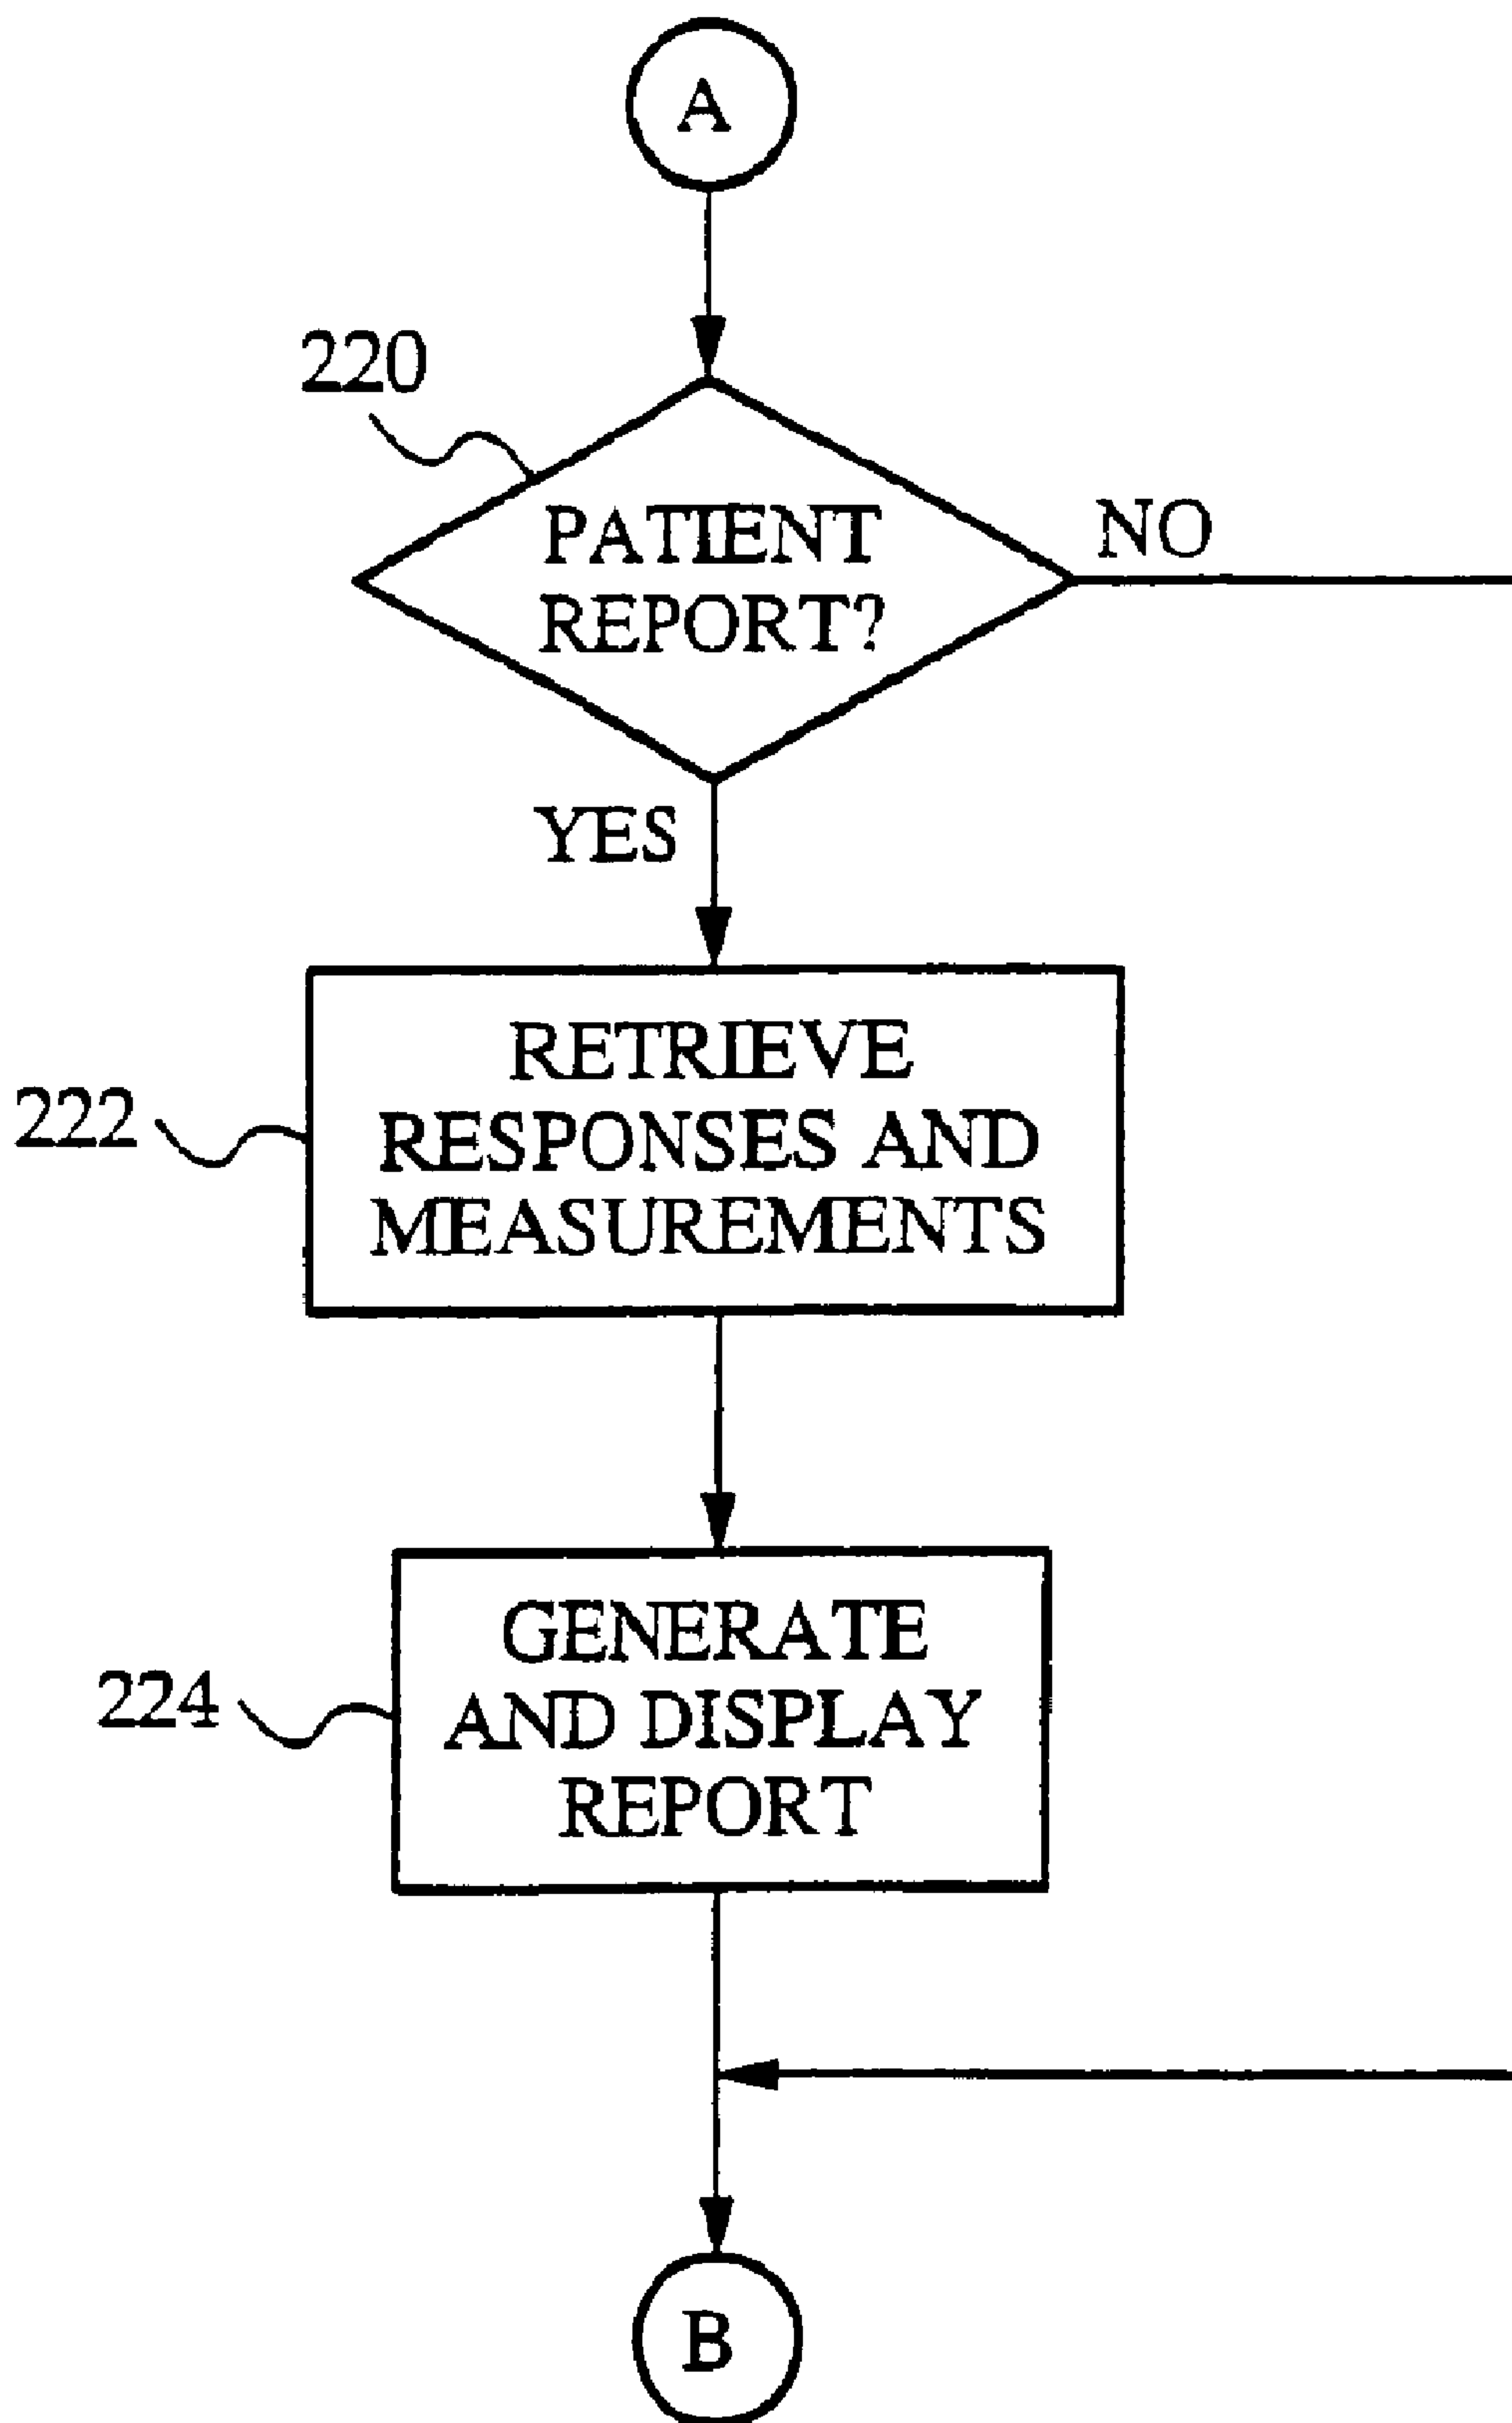 A
220
PATIENT
REPORT?
NO
YES
222
RETRIEVE
RESPONSES AND
MEASUREMENTS
224
GENERATE
AND DISPLAY
REPORT
B